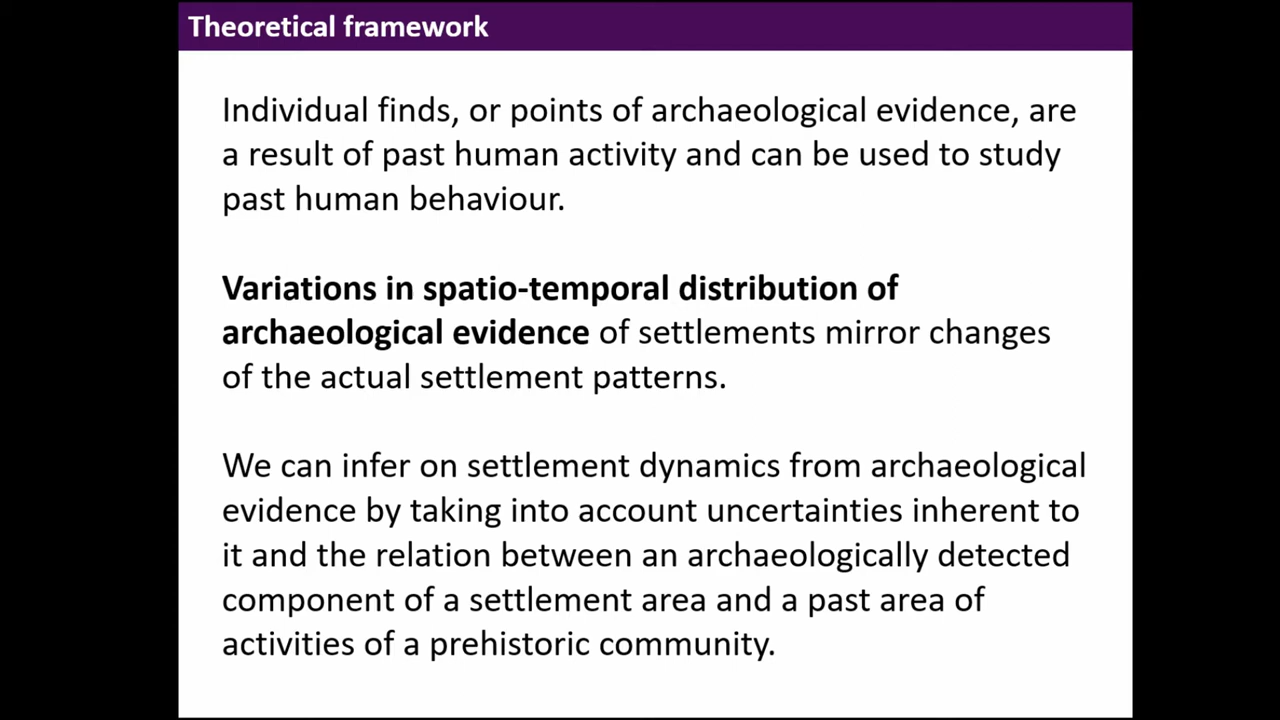 Theoretical framework
Individual finds, or points of archaeological evidence, are
a result of past human activity and can be used to study
past human behaviour.
Variations in spatio-temporal distribution of
archaeological evidence of settlements mirror changes
of the actual settlement patterns.
We can infer on settlement dynamics from archaeological
evidence by taking into account uncertainties inherent to
it and the relation between an archaeologically detected
component of a settlement area and a past area of
activities of a prehistoric community.